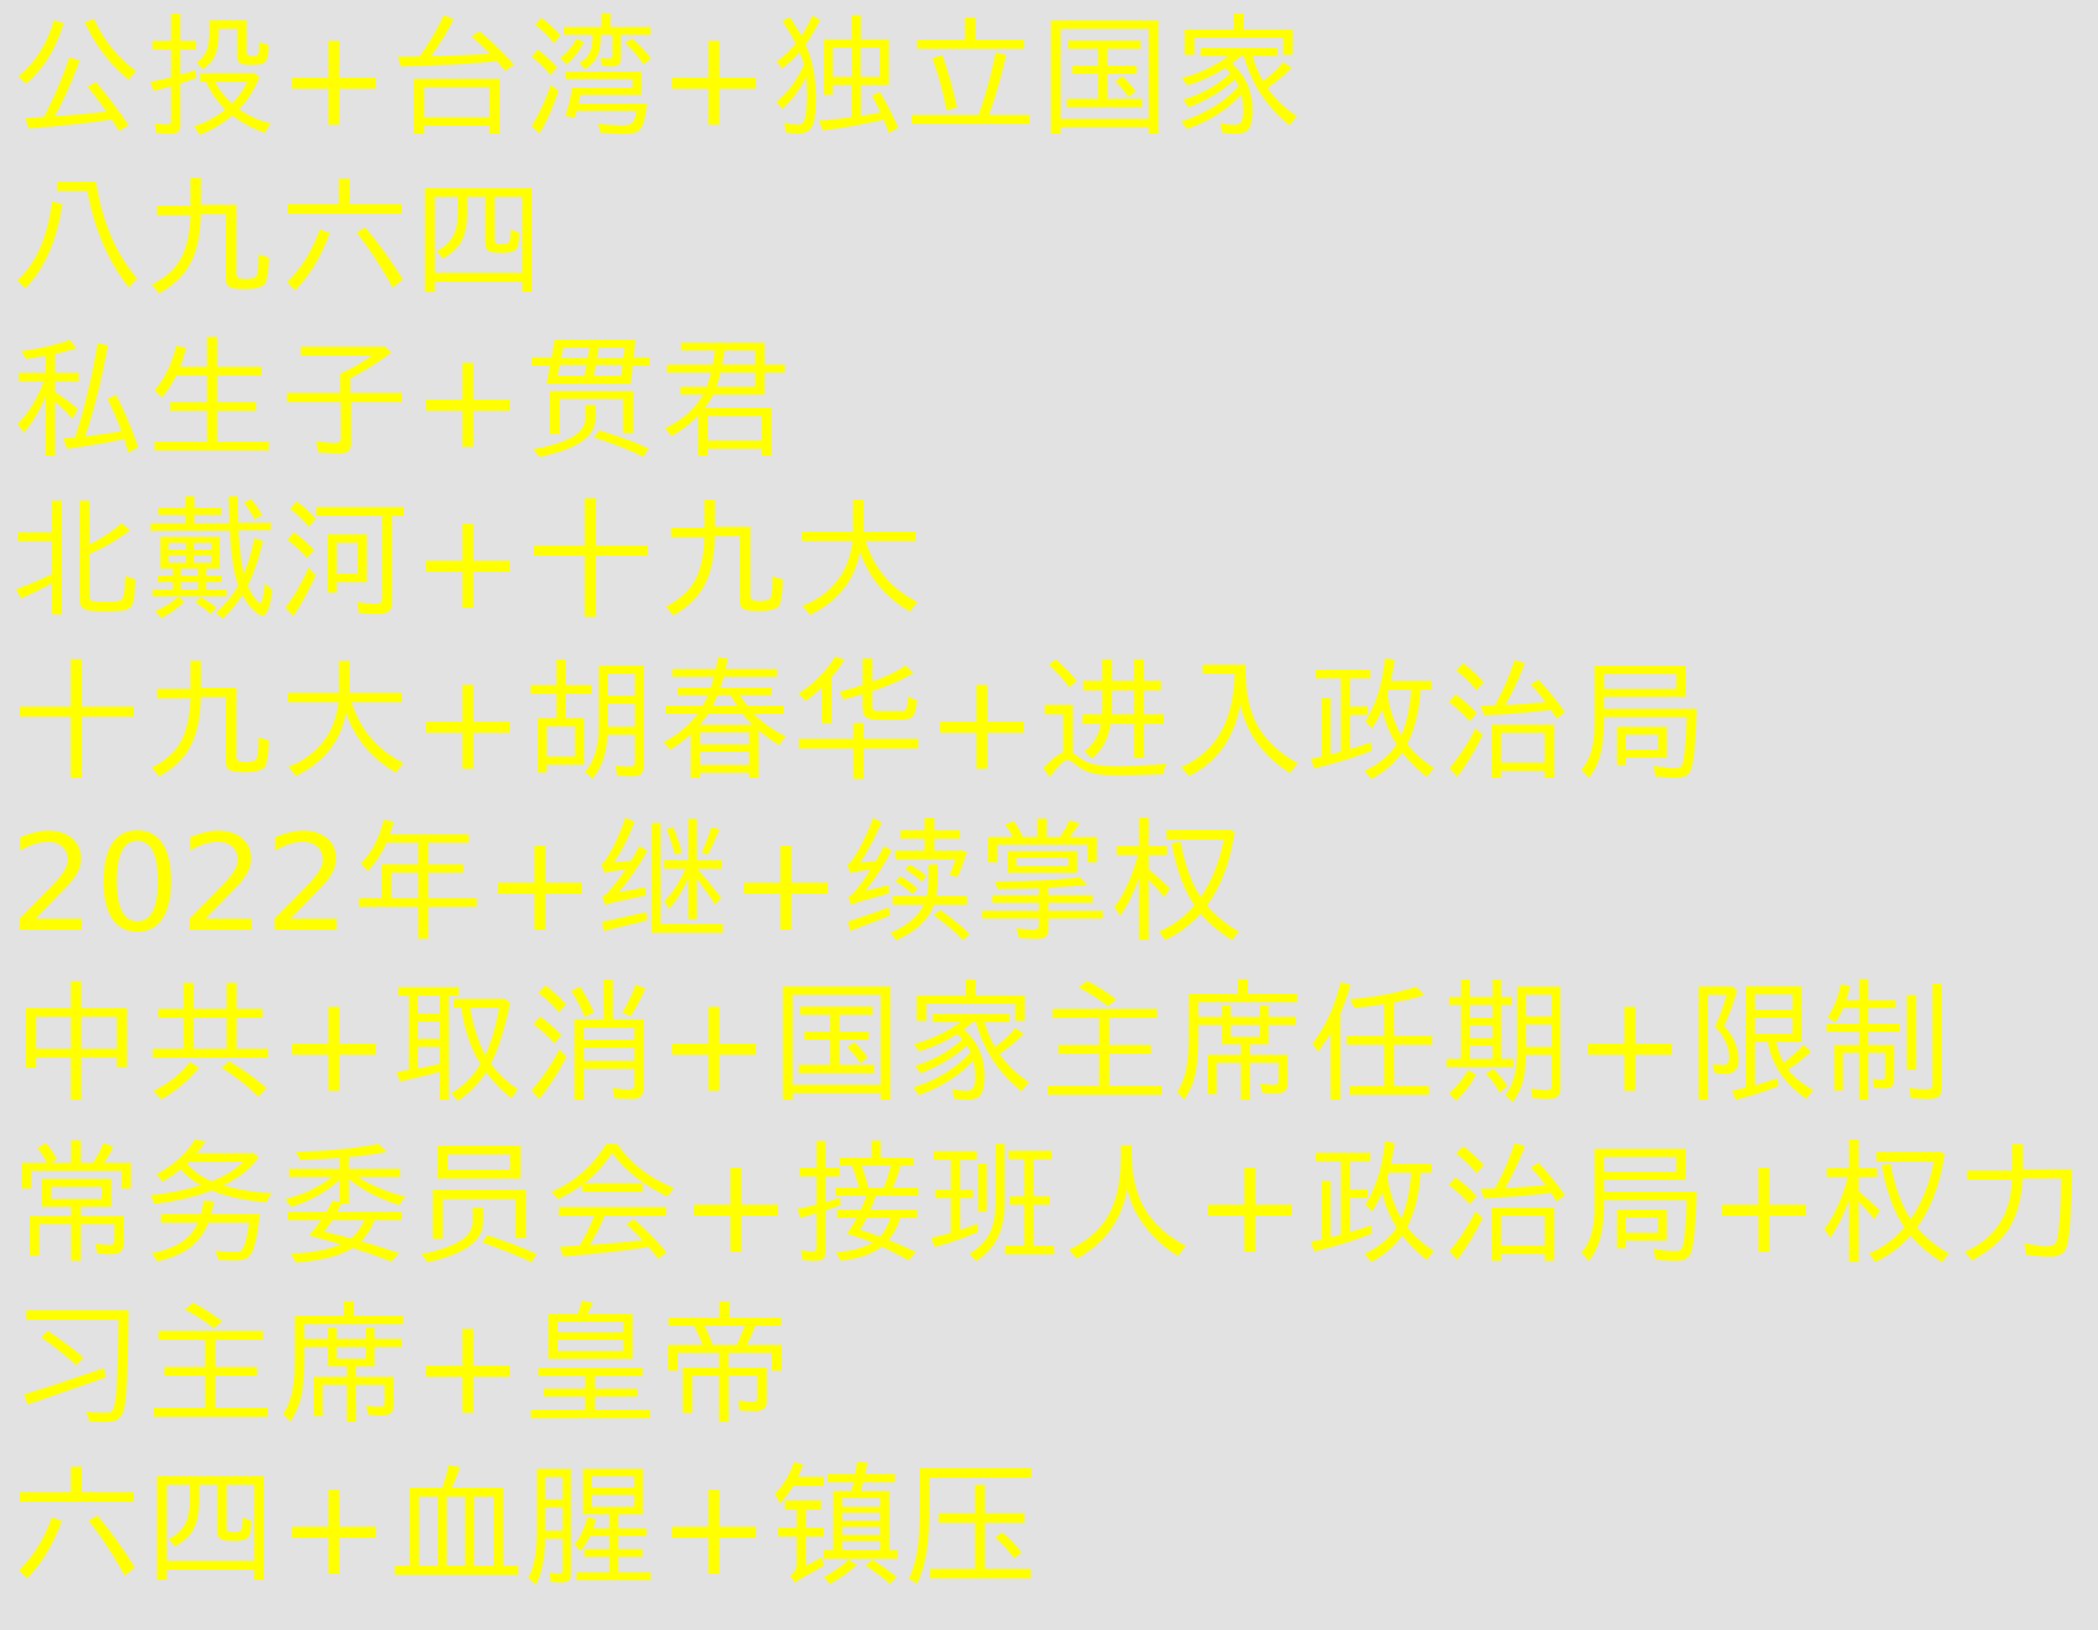 公投+台湾+独立国家
八九六四
私生子+贯君
北戴河+十九大
十九大+胡春华+进入政治局
2022年+继+续掌权
中共+取消+国家主席任期+限制
常务委员会+接班人+政治局+权力
习主席+皇帝
六四+血腥+镇压